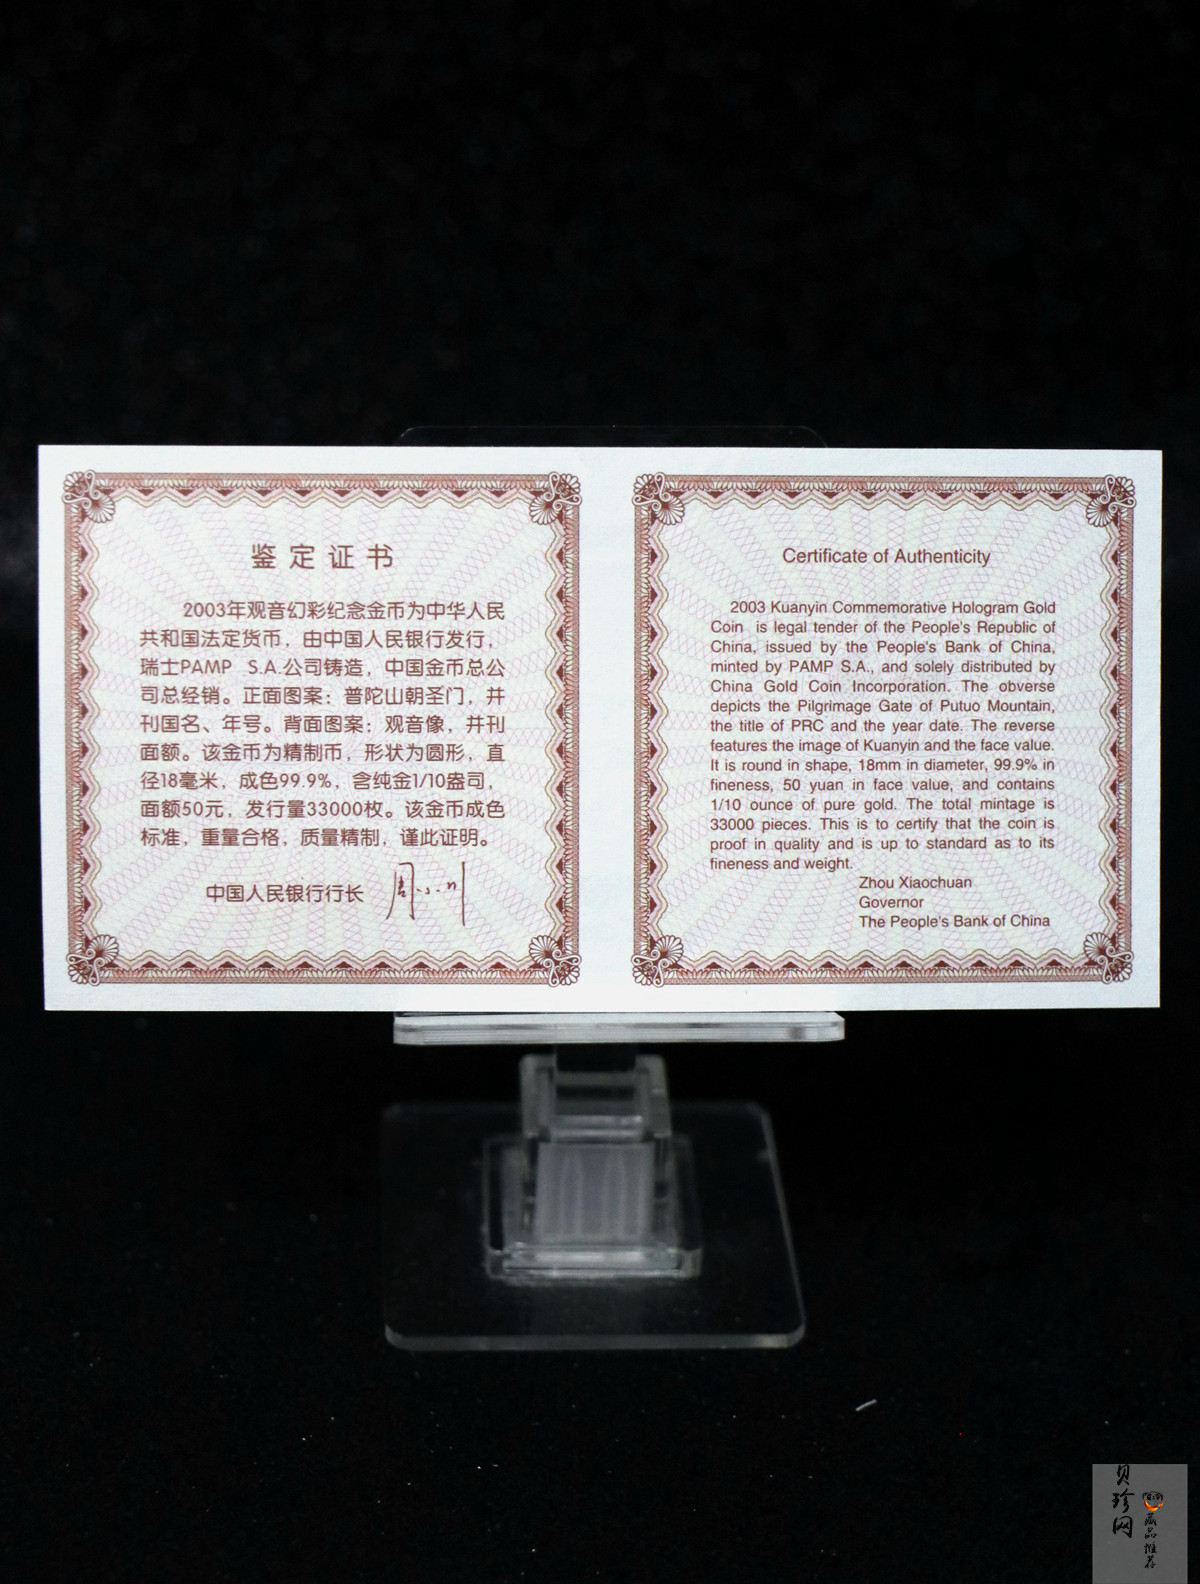 鉴定证书
2003年观音幻彩纪念金币为中华人民
共和国法定货币，由中国人民银行发行，
瑞士PAMP S.A.公司铸造，中国金币总公
司总经销。正面图案：普陀山朝圣门，并
刊国名、年号。背面图案：观音像，并刊
面额。该金币为精制币，形状为圆形，直
径18毫米，成色99.9%，含纯金1/10盎司，
面额50元，发行量33000枚。该金币成色
标准，重量合格，质量精制，谨此证明。
中国人民银行行长 周小川
Certificate of Authenticity
2003 Kuanyin Commemorative Hologram Gold
Coin is legal tender of the People's Republic of
China, issued by the People's Bank of China,
minted by PAMP S.A., and solely distributed by
China Gold Coin Incorporation. The obverse
depicts the Pilgrimage Gate of Putuo Mountain,
the title of PRC and the year date. The reverse
features the image of Kuanyin and the face value.
It is round in shape, 18mm in diameter, 99.9% in
fineness, 50 yuan in face value, and contains
1/10 ounce of pure gold. The total mintage is
33000 pieces. This is to certify that the coin is
proof in quality and is up to standard as to its
fineness and weight.
Zhou Xiaochuan
Governor
The People's Bank of China
贝珍网
藏品推荐